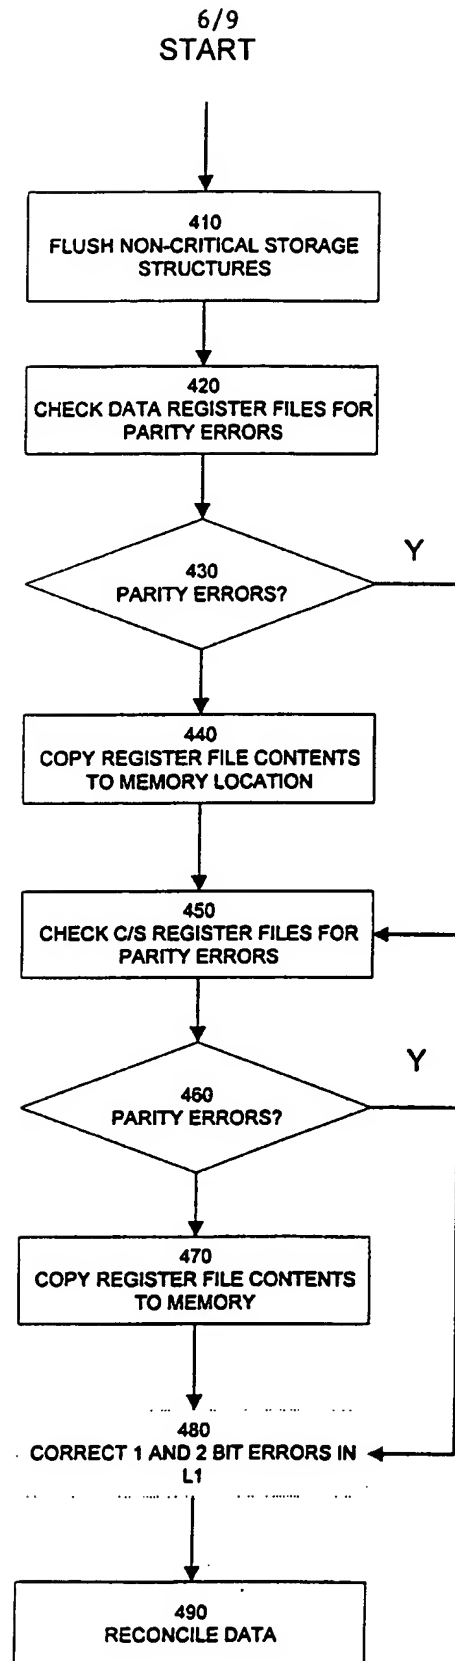 6/9
START
410
FLUSH NON-CRITICAL STORAGE
STRUCTURES
420
CHECK DATA REGISTER FILES FOR
PARITY ERRORS
430
PARITY ERRORS?
Y
440
COPY REGISTER FILE CONTENTS
TO MEMORY LOCATION
450
CHECK C/S REGISTER FILES FOR
PARITY ERRORS
460
PARITY ERRORS?
Y
470
COPY REGISTER FILE CONTENTS
TO MEMORY
480
CORRECT 1 AND 2 BIT ERRORS IN
L1
490
RECONCILE DATA